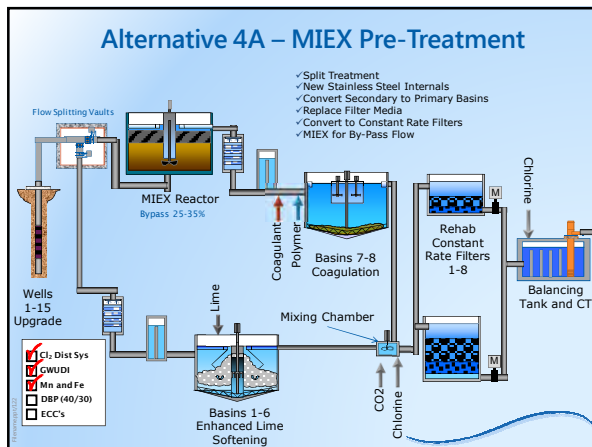 Alternative 4A – MIEX Pre-Treatment
✓Split Treatment
✓New Stainless Steel Internals
✓Convert Secondary to Primary Basins
✓Replace Filter Media
✓Convert to Constant Rate Filters
✓MIEX for By-Pass Flow
Flow Splitting Vaults
MIEX Reactor
Bypass 25-35%
Coagulant
Polymer
Basins 7-8
Coagulation
M
Rehab
Constant
Rate Filters
1-8
M
Chlorine
Balancing
Tank and CT
Wells
1-15
Upgrade
Lime
Mixing Chamber
CO2
Chlorine
Basins 1-6
Enhanced Lime
Softening
Cl₂ Dist Sys
GWUDI
Mn and Fe
DBP (40/30)
ECC's